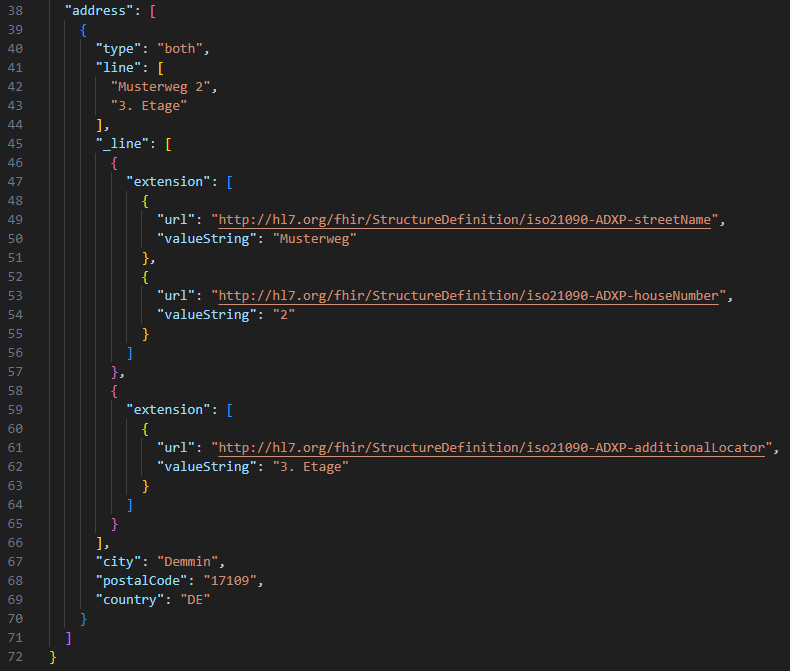 38 "address": [
39 {
40 "type": "both",
41 "line": [
42 "Musterweg 2",
43 "3. Etage"
44 ],
45 "_line": [
46 {
47 "extension": [
48 {
49 "url": "http://hl7.org/fhir/StructureDefinition/iso21090-ADXP-streetName",
50 "valueString": "Musterweg"
51 },
52 {
53 "url": "http://hl7.org/fhir/StructureDefinition/iso21090-ADXP-houseNumber",
54 "valueString": "2"
55 }
56 ]
57 },
58 {
59 "extension": [
60 {
61 "url": "http://hl7.org/fhir/StructureDefinition/iso21090-ADXP-additionalLocator",
62 "valueString": "3. Etage"
63 }
64 ]
65 }
66 ],
67 "city": "Demmin",
68 "postalCode": "17109",
69 "country": "DE"
70 }
71 ]
72 }